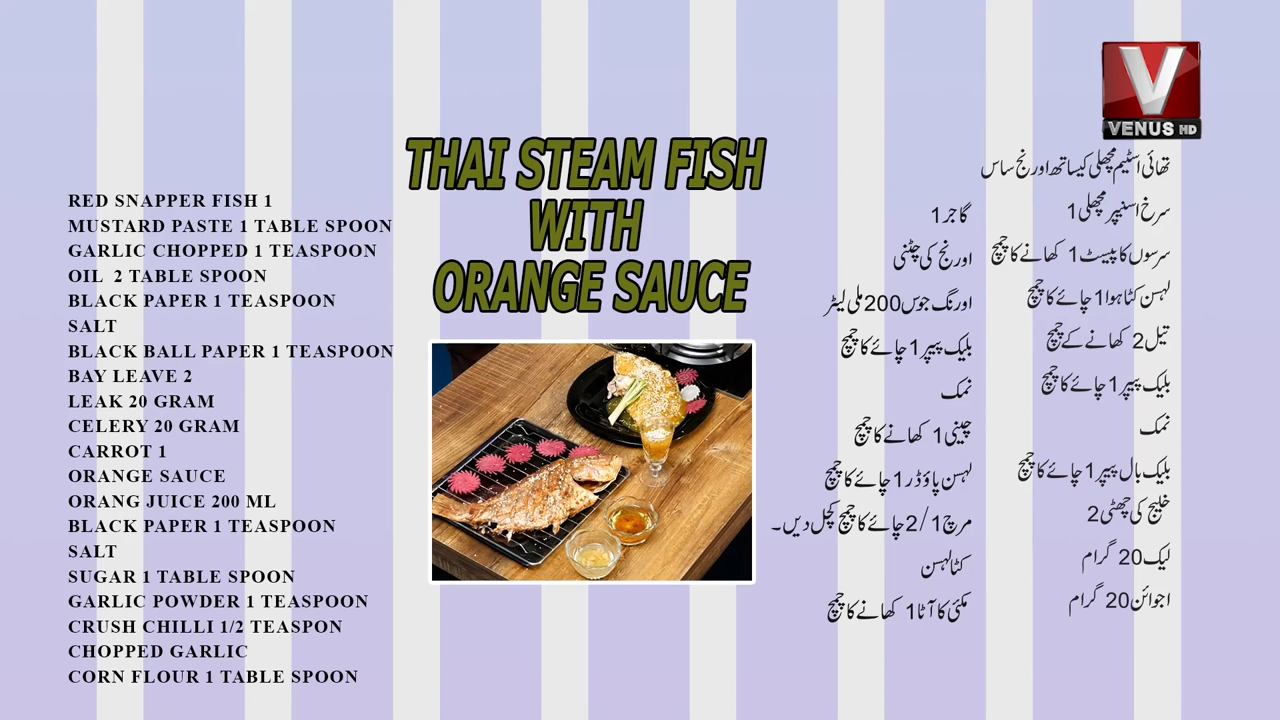 VENUS HD
THAI STEAM FISH
WITH
ORANGE SAUCE
RED SNAPPER FISH 1
MUSTARD PASTE 1 TABLE SPOON
GARLIC CHOPPED 1 TEASPOON
OIL 2 TABLE SPOON
BLACK PAPER 1 TEASPOON
SALT
BLACK BALL PAPER 1 TEASPOON
BAY LEAVE 2
LEAK 20 GRAM
CELERY 20 GRAM
CARROT 1
ORANGE SAUCE
ORANG JUICE 200 ML
BLACK PAPER 1 TEASPOON
SALT
SUGAR 1 TABLE SPOON
GARLIC POWDER 1 TEASPOON
CRUSH CHILLI 1/2 TEASPON
CHOPPED GARLIC
CORN FLOUR 1 TABLE SPOON
تھائی اسٹیم مچھلی کیساتھ اورنج ساس
سرخ اسنیپر مچھلی 1
سرسوں کا پیسٹ 1 کھانے کا چمچ
لہسن کٹا ہوا 1 چائے کا چمچ
تیل 2 کھانے کے چمچ
بلیک پیپر 1 چائے کا چمچ
نمک
بلیک بال پیپر 1 چائے کا چمچ
خلیج کی چھٹی 2
لیک 20 گرام
اجوائن 20 گرام
گاجر 1
اورنج کی چٹنی
اورنگ جوس 200 ملی لیٹر
بلیک پیپر 1 چائے کا چمچ
نمک
چینی 1 کھانے کا چمچ
لہسن پاؤڈر 1 چائے کا چمچ
مرچ 1/2 چائے کا چمچ کچل دیں۔
کٹا لہسن
مکئی کا آٹا 1 کھانے کا چمچ